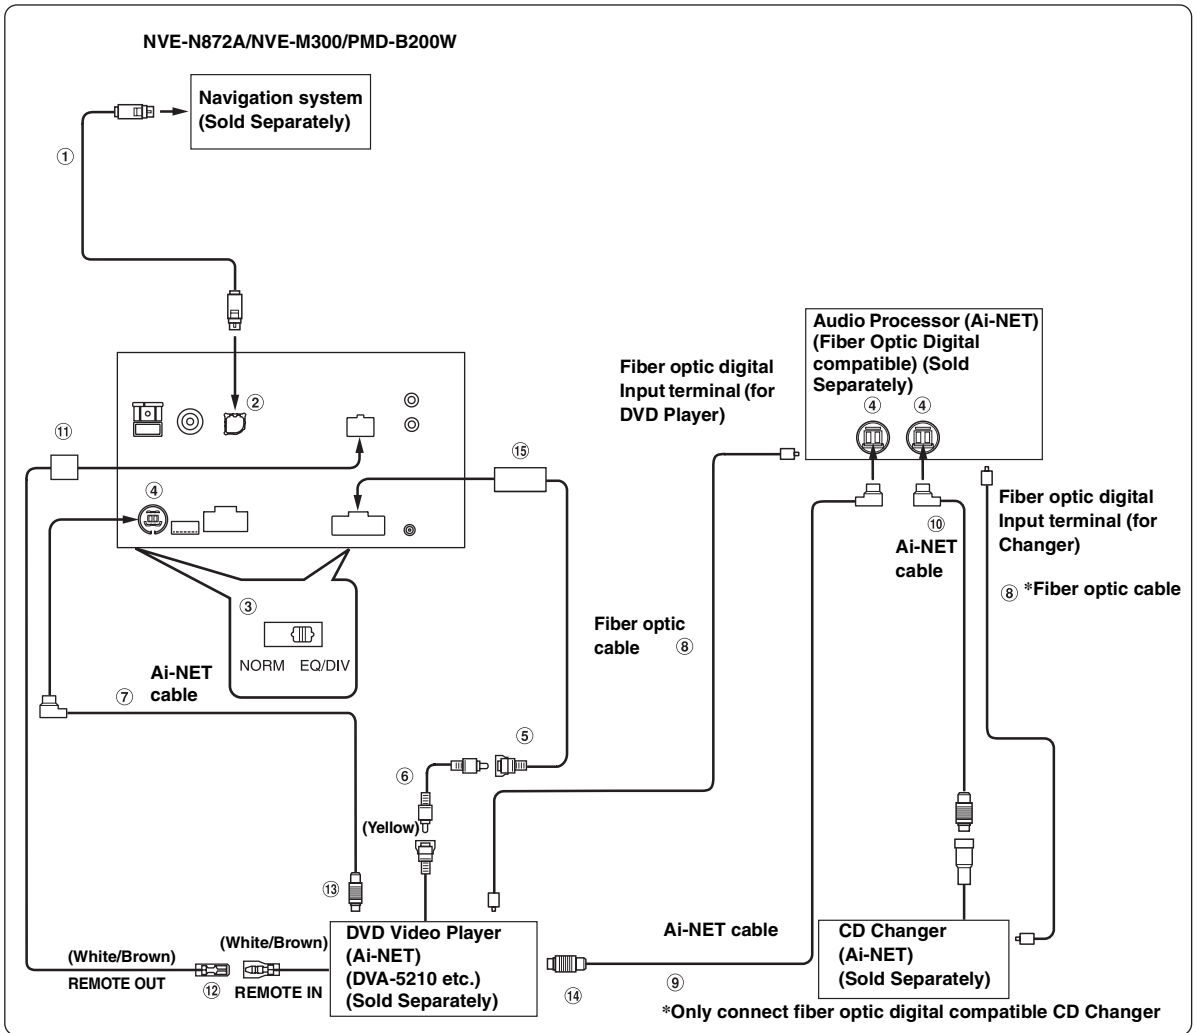 NVE-N872A/NVE-M300/PMD-B200W
Navigation system
(Sold Separately)
①
②
⑪
④
⑮
③
NORM EQ/DIV
Ai-NET
cable
⑦
Fiber optic digital
Input terminal (for
DVD Player)
Audio Processor (Ai-NET)
(Fiber Optic Digital
compatible) (Sold
Separately)
④ ④
⑩
Ai-NET
cable
Fiber optic digital
Input terminal (for
Changer)
⑧ *Fiber optic cable
Fiber optic
cable ⑧
⑤
⑥
(Yellow)
⑬
(White/Brown)
REMOTE OUT
⑫
(White/Brown)
REMOTE IN
DVD Video Player
(Ai-NET)
(DVA-5210 etc.)
(Sold Separately)
⑭
Ai-NET cable
⑨
CD Changer
(Ai-NET)
(Sold Separately)
*Only connect fiber optic digital compatible CD Changer